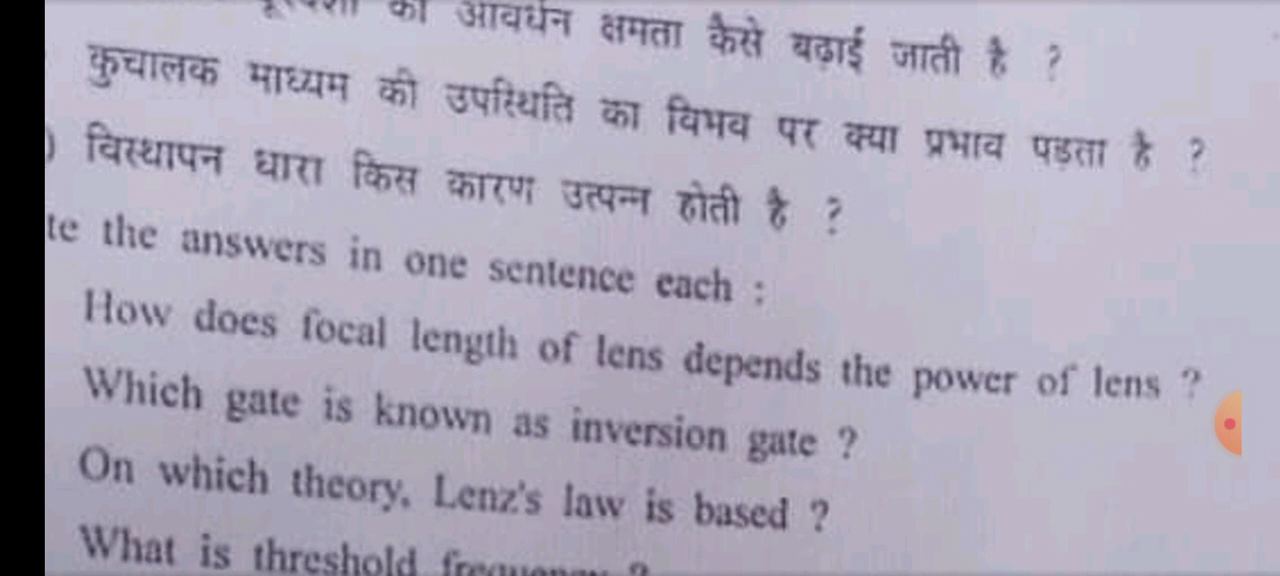 की आवर्धन क्षमता कैसे बढ़ाई जाती है ?
कुचालक माध्यम की उपस्थिति का विभव पर क्या प्रभाव पड़ता है ?
) विस्थापन धारा किस कारण उत्पन्न होती है ?
te the answers in one sentence each :
How does focal length of lens depends the power of lens ?
Which gate is known as inversion gate ?
On which theory, Lenz's law is based ?
What is threshold frequency ?